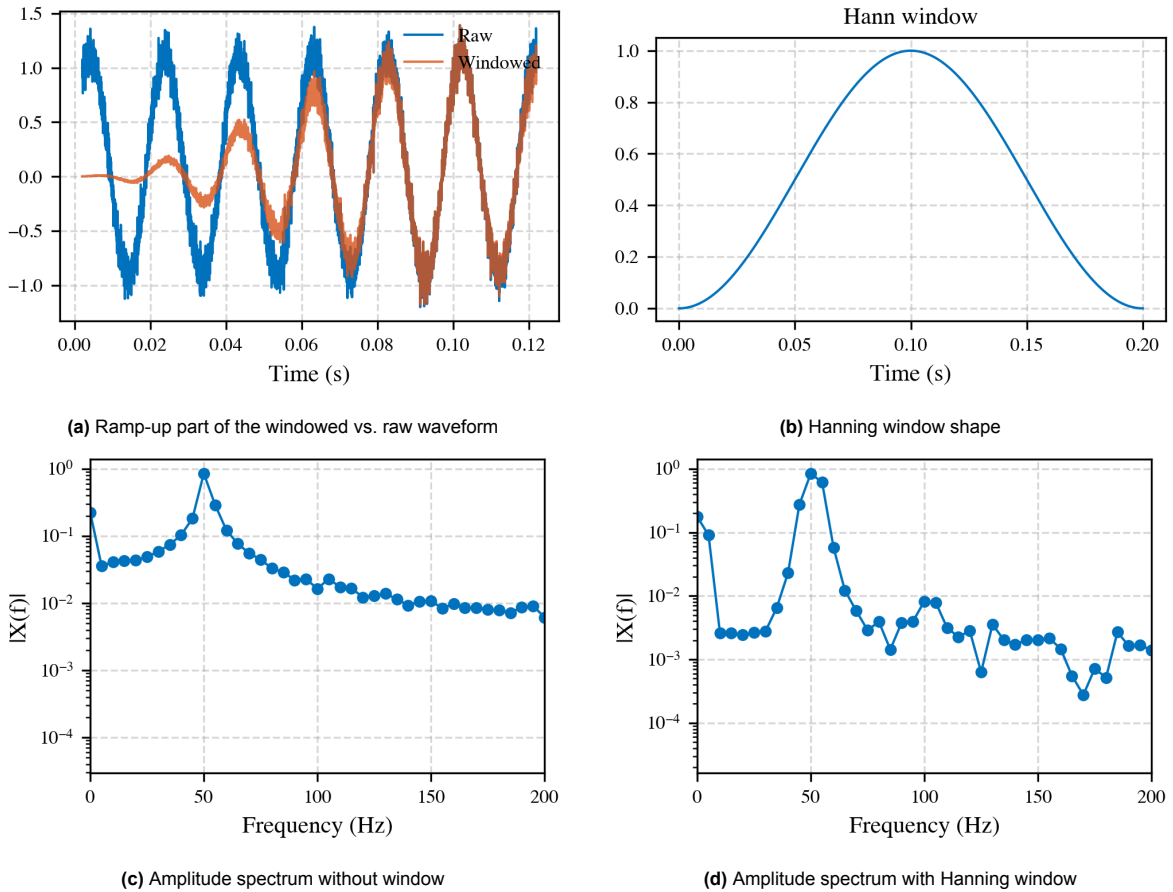 1.5
1.0
0.5
0.0
−0.5
−1.0
Raw
Windowed
0.00 0.02 0.04 0.06 0.08 0.10 0.12
Time (s)
(a) Ramp-up part of the windowed vs. raw waveform
Hann window
1.0
0.8
0.6
0.4
0.2
0.0
0.00 0.05 0.10 0.15 0.20
Time (s)
(b) Hanning window shape
|X(f)|
10⁰
10⁻¹
10⁻²
10⁻³
10⁻⁴
0 50 100 150 200
Frequency (Hz)
(c) Amplitude spectrum without window
|X(f)|
10⁰
10⁻¹
10⁻²
10⁻³
10⁻⁴
0 50 100 150 200
Frequency (Hz)
(d) Amplitude spectrum with Hanning window